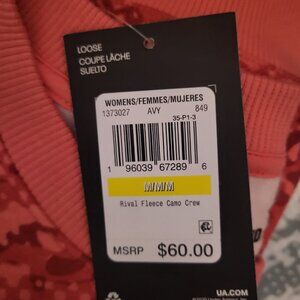 LOOSE
COUPE LÂCHE
SUELTO
WOMENS/FEMMES/MUJERES
1373027 AVY 849
35-P1-3
1 96039 67289 6
M/M/M
Rival Fleece Camo Crew
MSRP $60.00
UA.COM